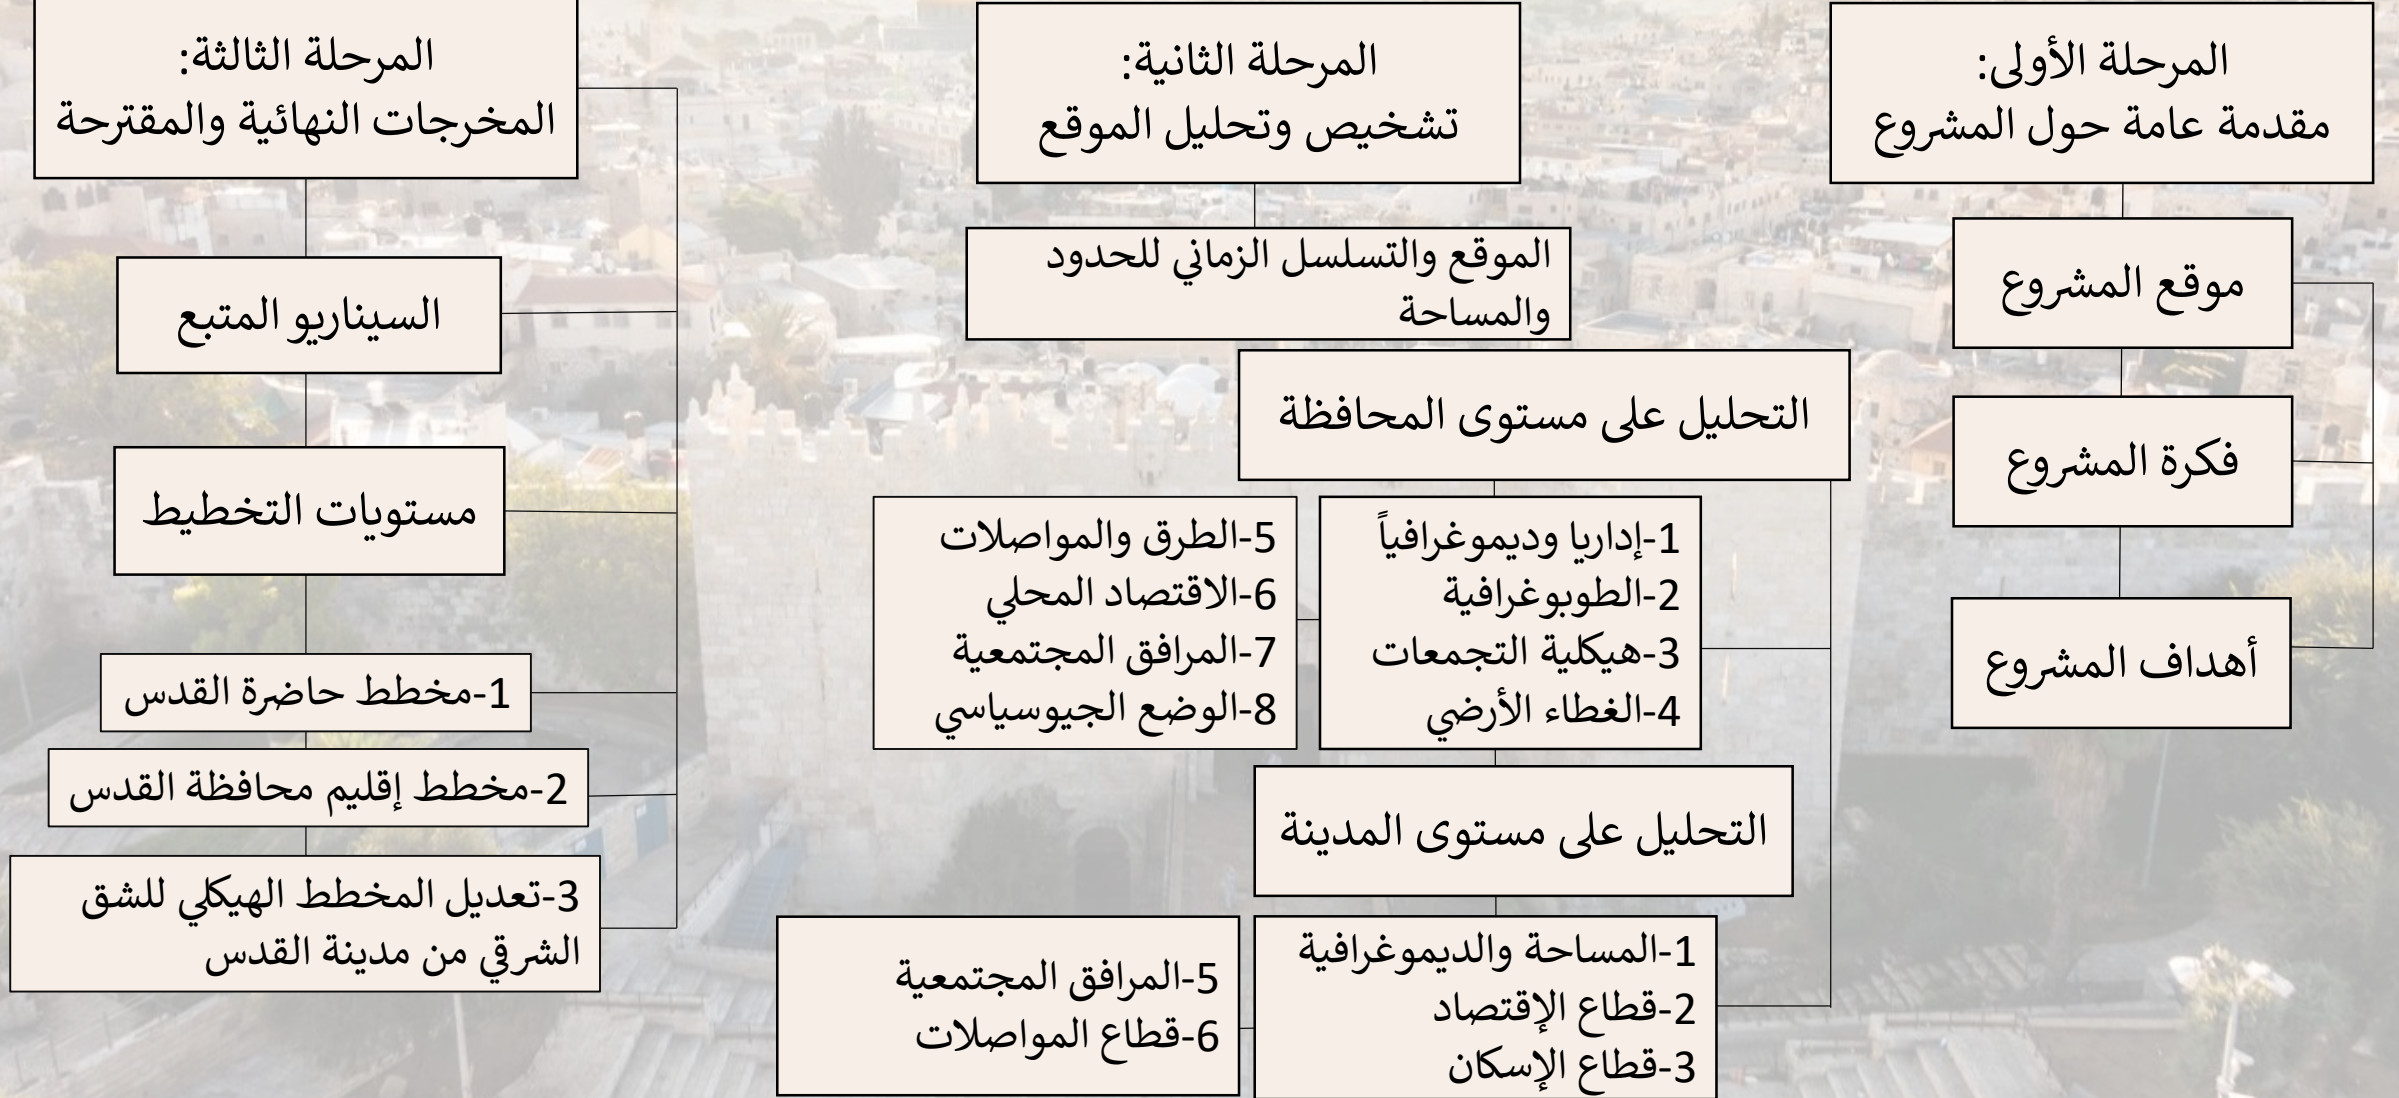 المرحلة الأولى:
مقدمة عامة حول المشروع
موقع المشروع
فكرة المشروع
أهداف المشروع
المرحلة الثانية:
تشخيص وتحليل الموقع
الموقع والتسلسل الزماني للحدود
والمساحة
التحليل على مستوى المحافظة
1-إداريا وديموغرافياً
2-الطوبوغرافية
3-هيكلية التجمعات
4-الغطاء الأرضي
5-الطرق والمواصلات
6-الاقتصاد المحلي
7-المرافق المجتمعية
8-الوضع الجيوسياسي
التحليل على مستوى المدينة
1-المساحة والديموغرافية
2-قطاع الإقتصاد
3-قطاع الإسكان
5-المرافق المجتمعية
6-قطاع المواصلات
المرحلة الثالثة:
المخرجات النهائية والمقترحة
السيناريو المتبع
مستويات التخطيط
1-مخطط حاضرة القدس
2-مخطط إقليم محافظة القدس
3-تعديل المخطط الهيكلي للشق
الشرقي من مدينة القدس